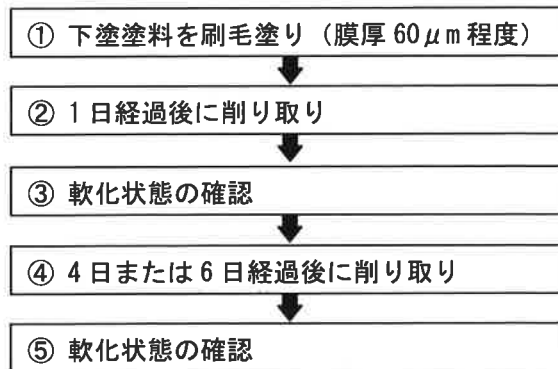 ① 下塗塗料を刷毛塗り（膜厚 60μm 程度）
② 1 日経過後に削り取り
③ 軟化状態の確認
④ 4 日または 6 日経過後に削り取り
⑤ 軟化状態の確認